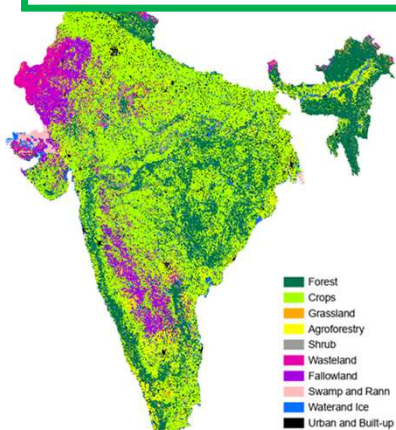 Forest
Crops
Grassland
Agroforestry
Shrub
Wasteland
Fallowland
Swamp and Rann
Waterand Ice
Urban and Built-up